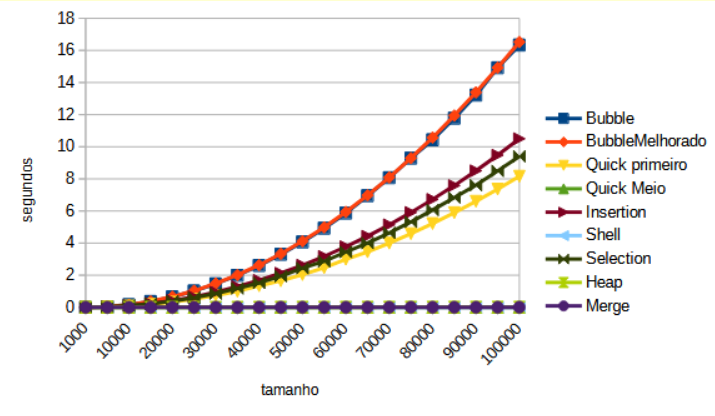 18
16
14
12
10
8
6
4
2
0
segundos
1000
10000
20000
30000
40000
50000
60000
70000
80000
90000
100000
tamanho
Bubble
BubbleMelhorado
Quick primeiro
Quick Meio
Insertion
Shell
Selection
Heap
Merge